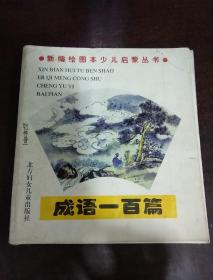 新编绘图本少儿启蒙丛书
XIN BIAN HUI TU BEN SHAO
ER QI MENG CONG SHU
CHENG YU YI
BAI PIAN
成语一百篇
北方妇女儿童出版社